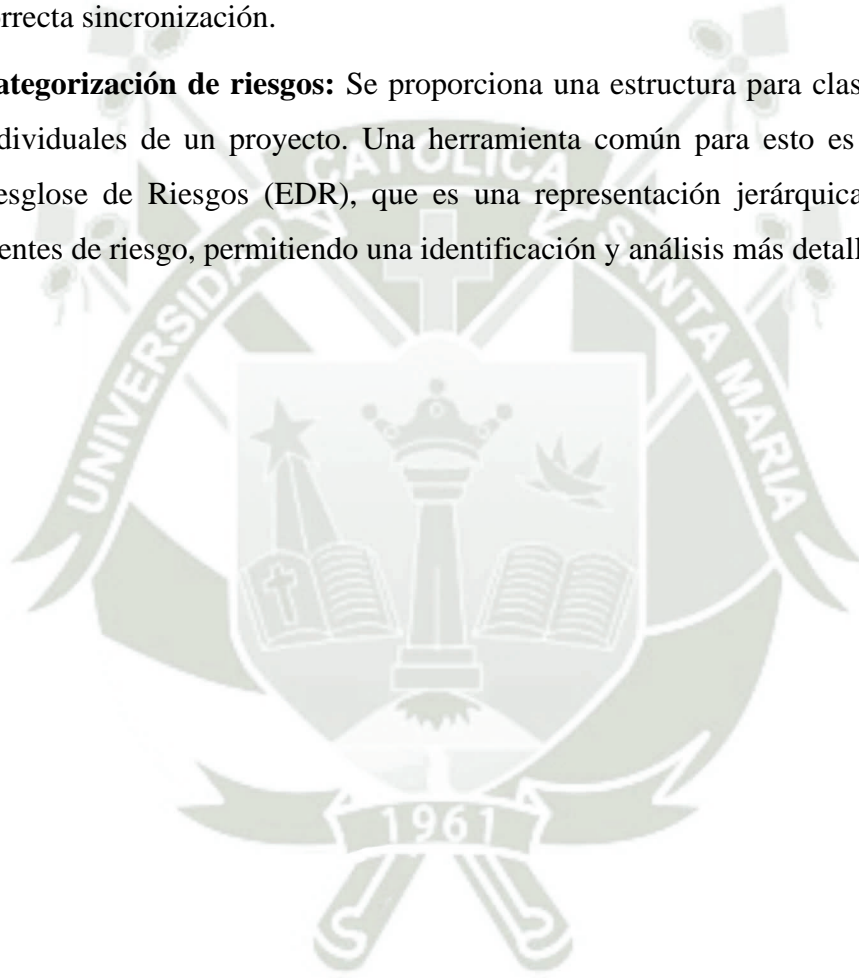 orrecta sincronización.
ategorización de riesgos: Se proporciona una estructura para clas
dividuales de un proyecto. Una herramienta común para esto es
esglose de Riesgos (EDR), que es una representación jerárquica
entes de riesgo, permitiendo una identificación y análisis más detall
UNIVERSIDAD CATOLICA SANTA MARIA
1961